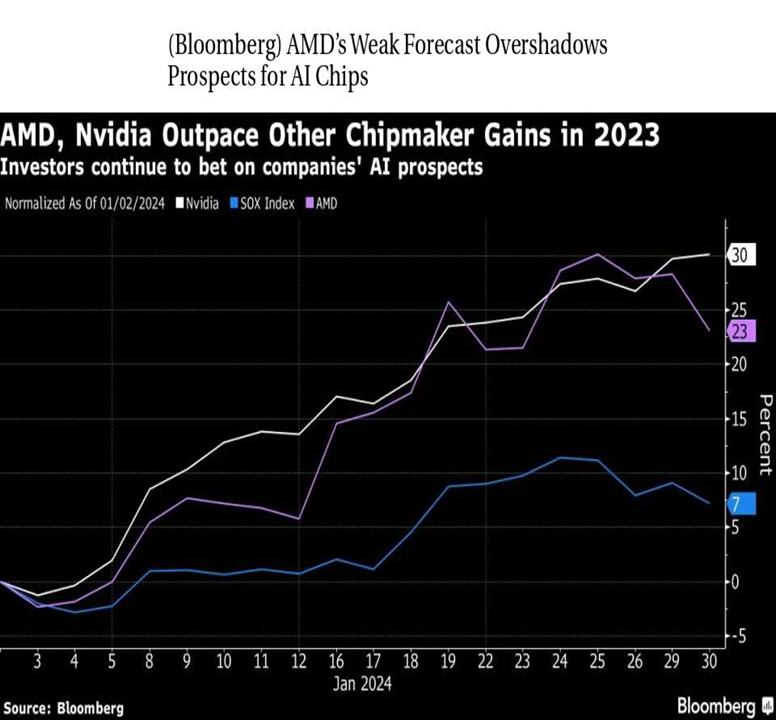 (Bloomberg) AMD’s Weak Forecast Overshadows
Prospects for AI Chips
AMD, Nvidia Outpace Other Chipmaker Gains in 2023
Investors continue to bet on companies' AI prospects
Normalized As Of 01/02/2024 Nvidia SOX Index AMD
30
25
23
20
15
10
7
5
0
-5
Percent
3 4 5 8 9 10 11 12 16 17 18 19 22 23 24 25 26 29 30
Jan 2024
Source: Bloomberg
Bloomberg